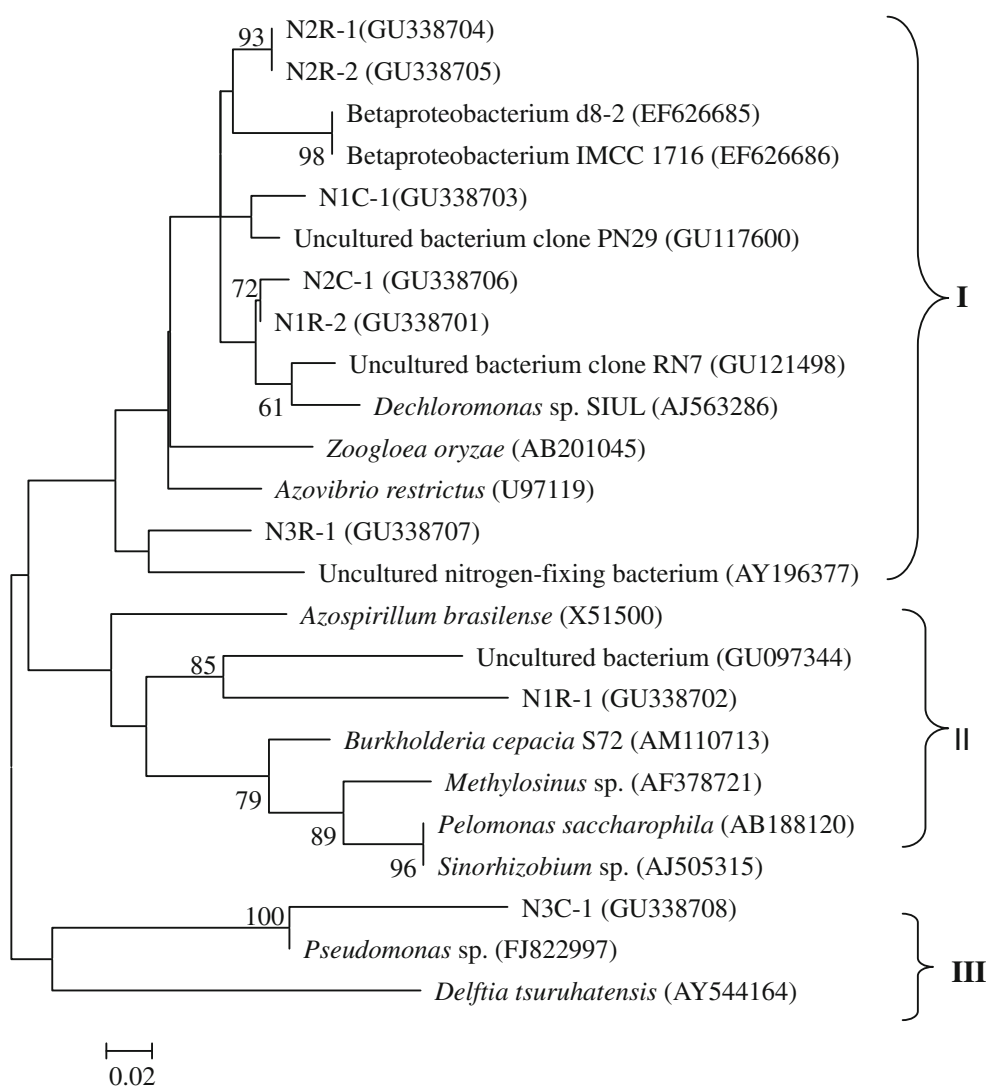 93
N2R-1(GU338704)
N2R-2 (GU338705)
Betaproteobacterium d8-2 (EF626685)
98
Betaproteobacterium IMCC 1716 (EF626686)
N1C-1(GU338703)
Uncultured bacterium clone PN29 (GU117600)
72
N2C-1 (GU338706)
I
N1R-2 (GU338701)
Uncultured bacterium clone RN7 (GU121498)
61
Dechloromonas sp. SIUL (AJ563286)
Zoogloea oryzae (AB201045)
Azovibrio restrictus (U97119)
N3R-1 (GU338707)
Uncultured nitrogen-fixing bacterium (AY196377)
Azospirillum brasilense (X51500)
85
Uncultured bacterium (GU097344)
N1R-1 (GU338702)
Burkholderia cepacia S72 (AM110713)
II
Methylosinus sp. (AF378721)
79
89
Pelomonas saccharophila (AB188120)
96
Sinorhizobium sp. (AJ505315)
100
N3C-1 (GU338708)
Pseudomonas sp. (FJ822997)
III
Delftia tsuruhatensis (AY544164)
0.02